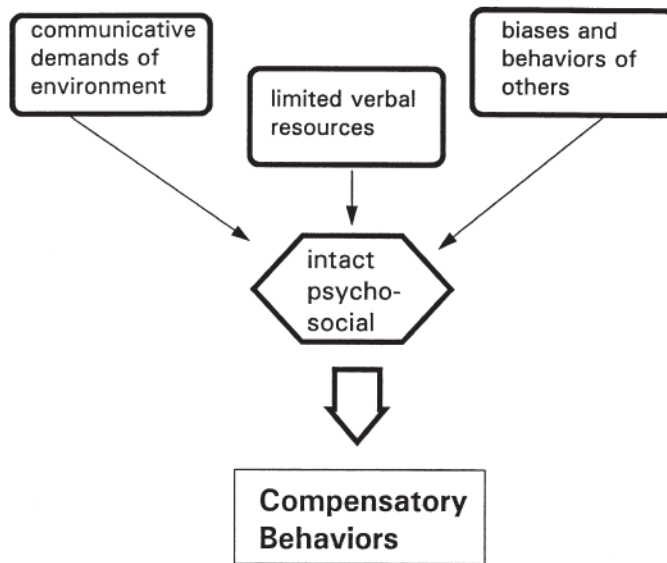 communicative
demands of
environment
limited verbal
resources
biases and
behaviors of
others
intact
psycho-
social
Compensatory
Behaviors